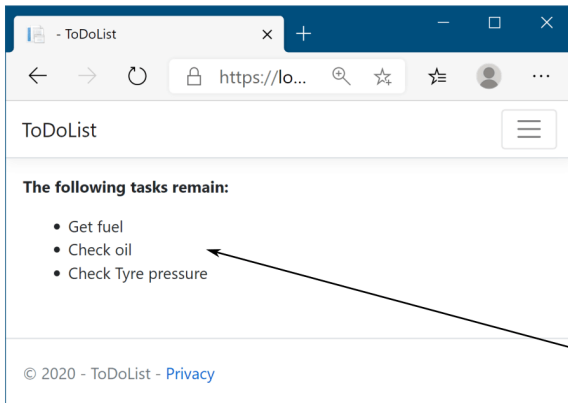 - ToDoList
https://lo...
ToDoList
The following tasks remain:
• Get fuel
• Check oil
• Check Tyre pressure
© 2020 - ToDoList - Privacy